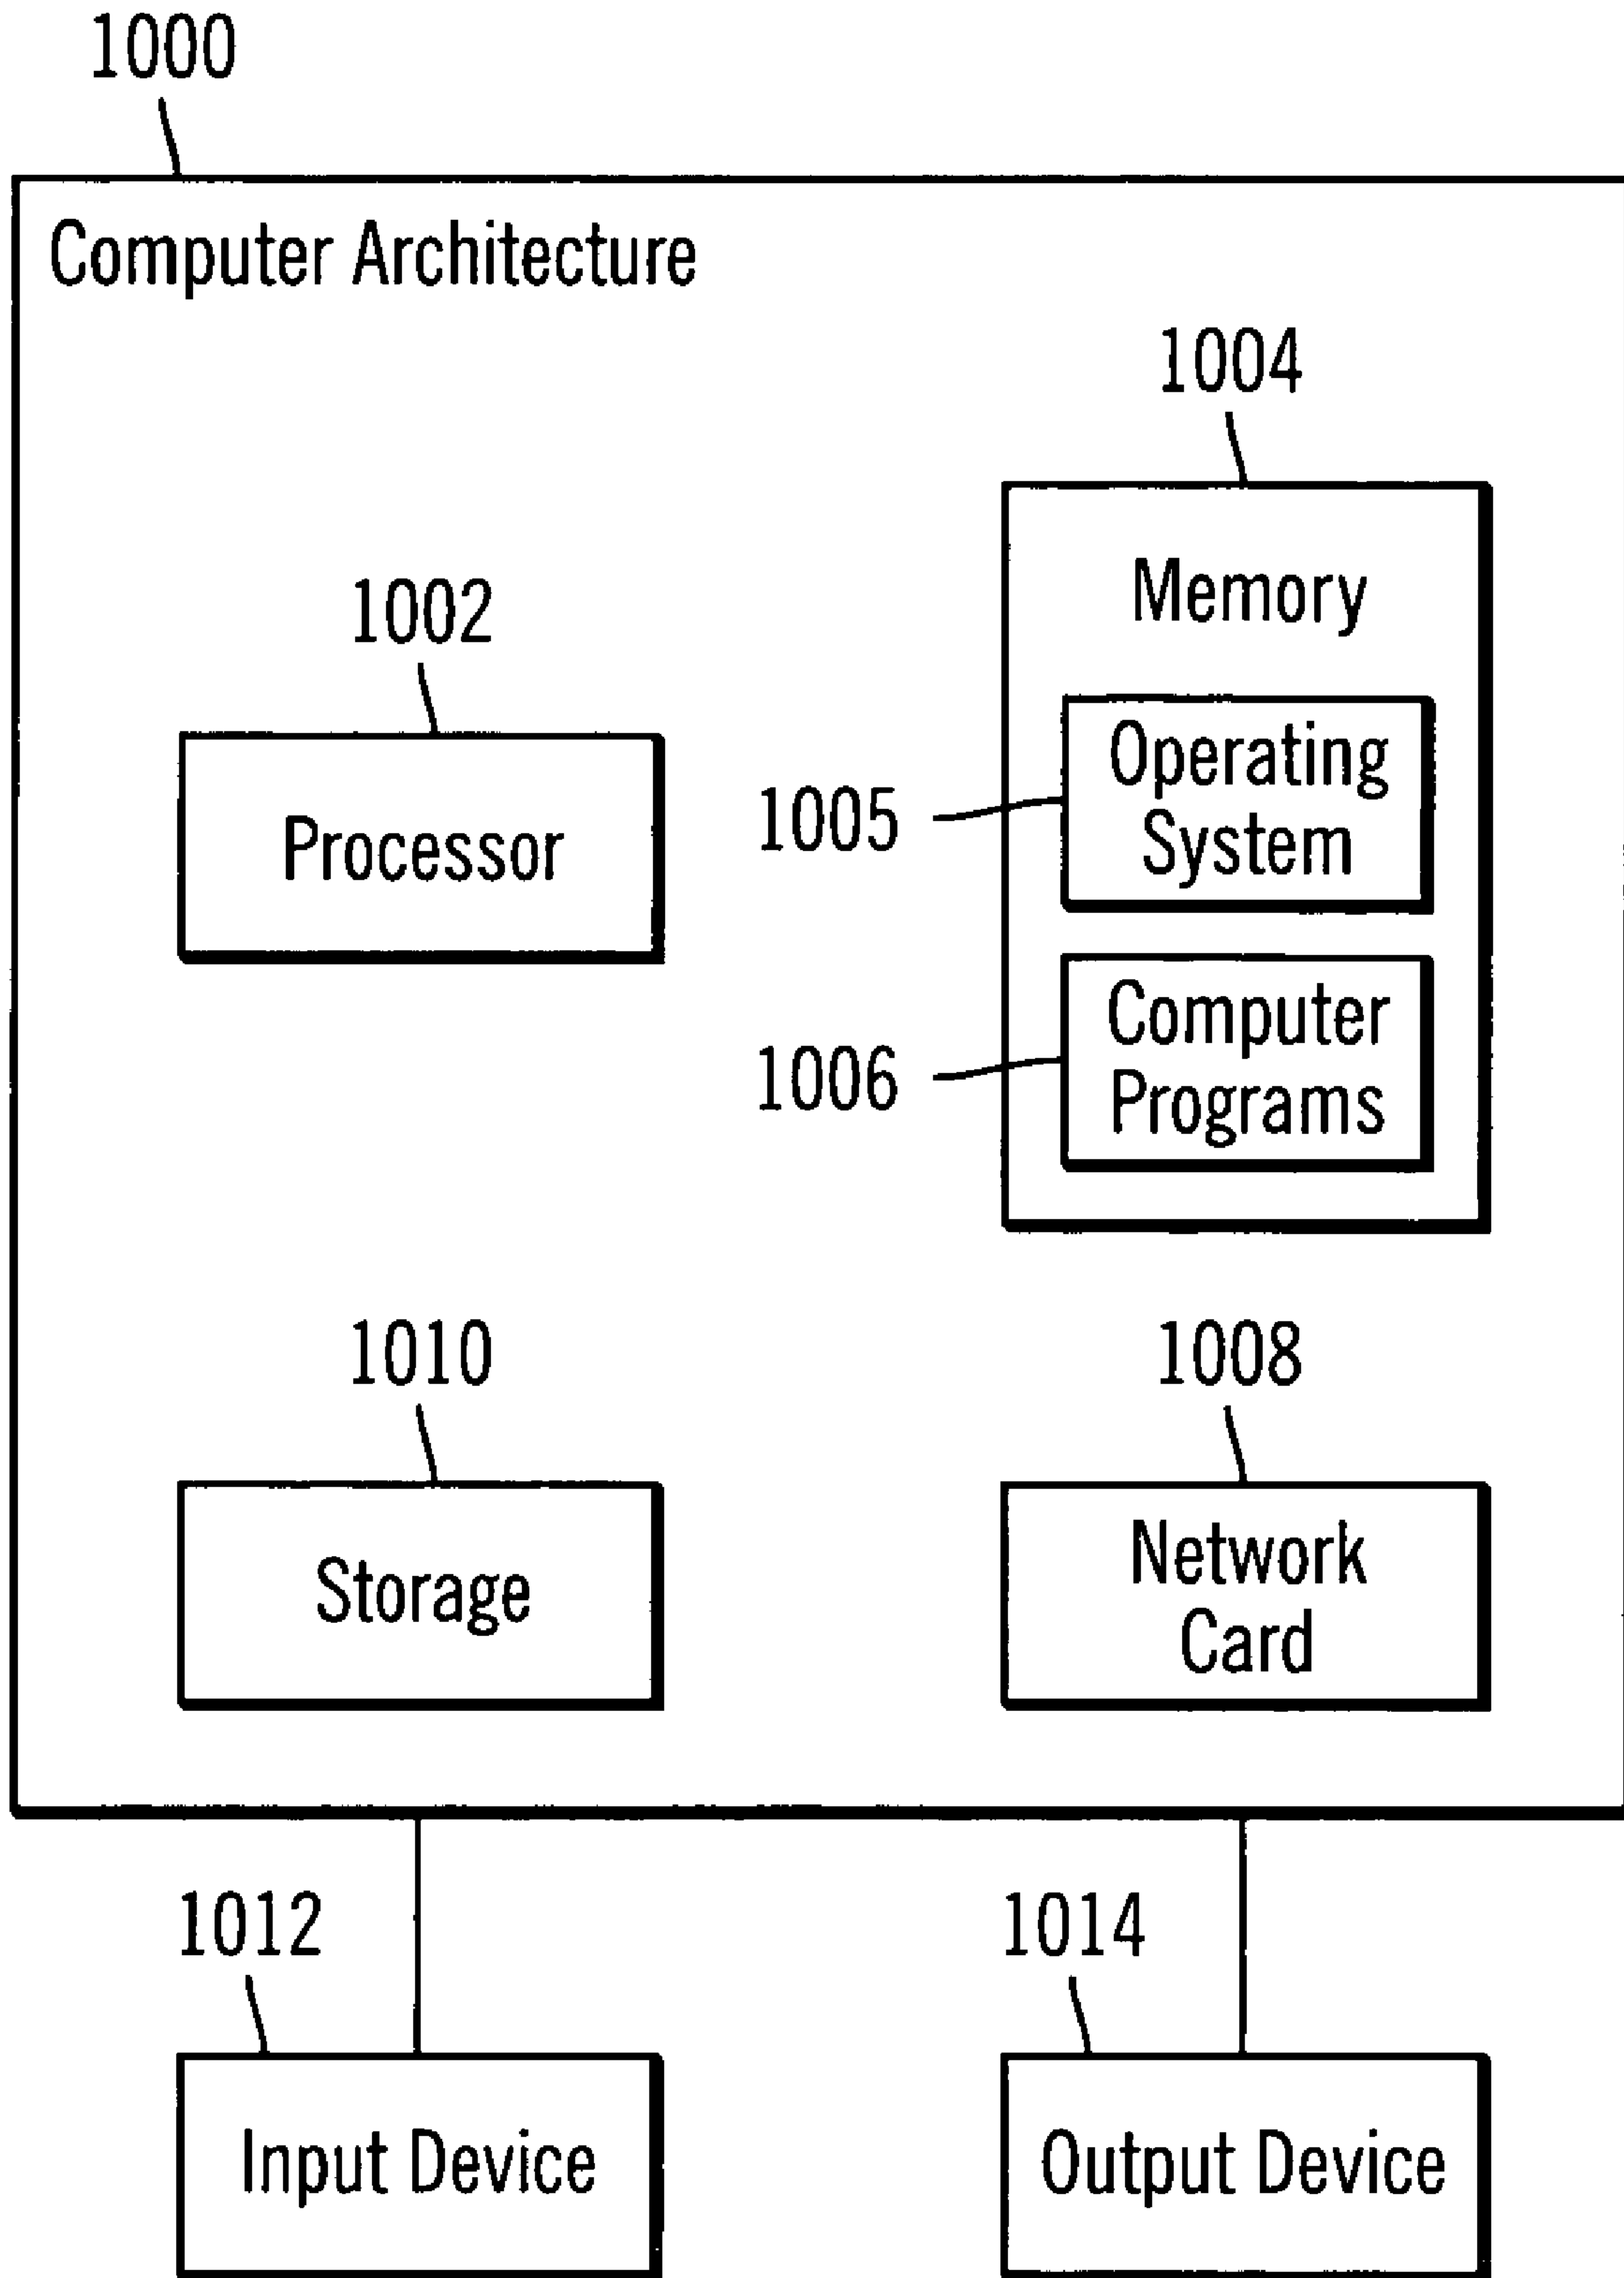 1000
Computer Architecture
1004
Memory
1002
Processor
1005
Operating
System
1006
Computer
Programs
1010
Storage
1008
Network
Card
1012
Input Device
1014
Output Device